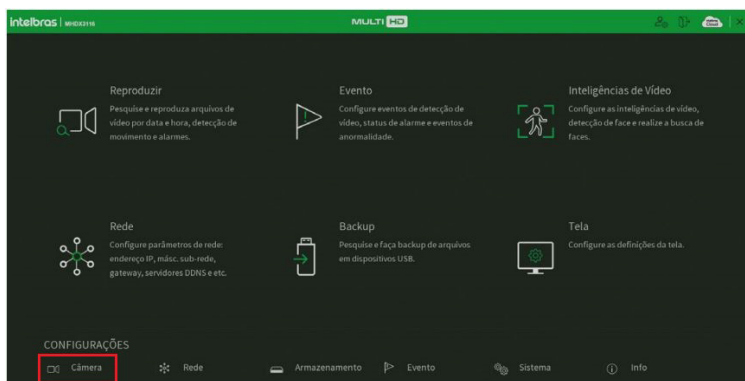 intelbras | MHDX3116
MULTI HD
Reproduzir
Pesquise e reproduza arquivos de
vídeo por data e hora, detecção de
movimento e alarmes.
Evento
Configure eventos de detecção de
vídeo, status de alarme e eventos de
anormalidade.
Inteligências de Vídeo
Configure as inteligências de vídeo,
detecção de face e realize a busca de
faces.
Rede
Configure parâmetros de rede:
endereço IP, másc. sub-rede,
gateway, servidores DDNS e etc.
Backup
Pesquise e faça backup de arquivos
em dispositivos USB.
Tela
Configure as definições da tela.
CONFIGURAÇÕES
Câmera Rede Armazenamento Evento Sistema Info